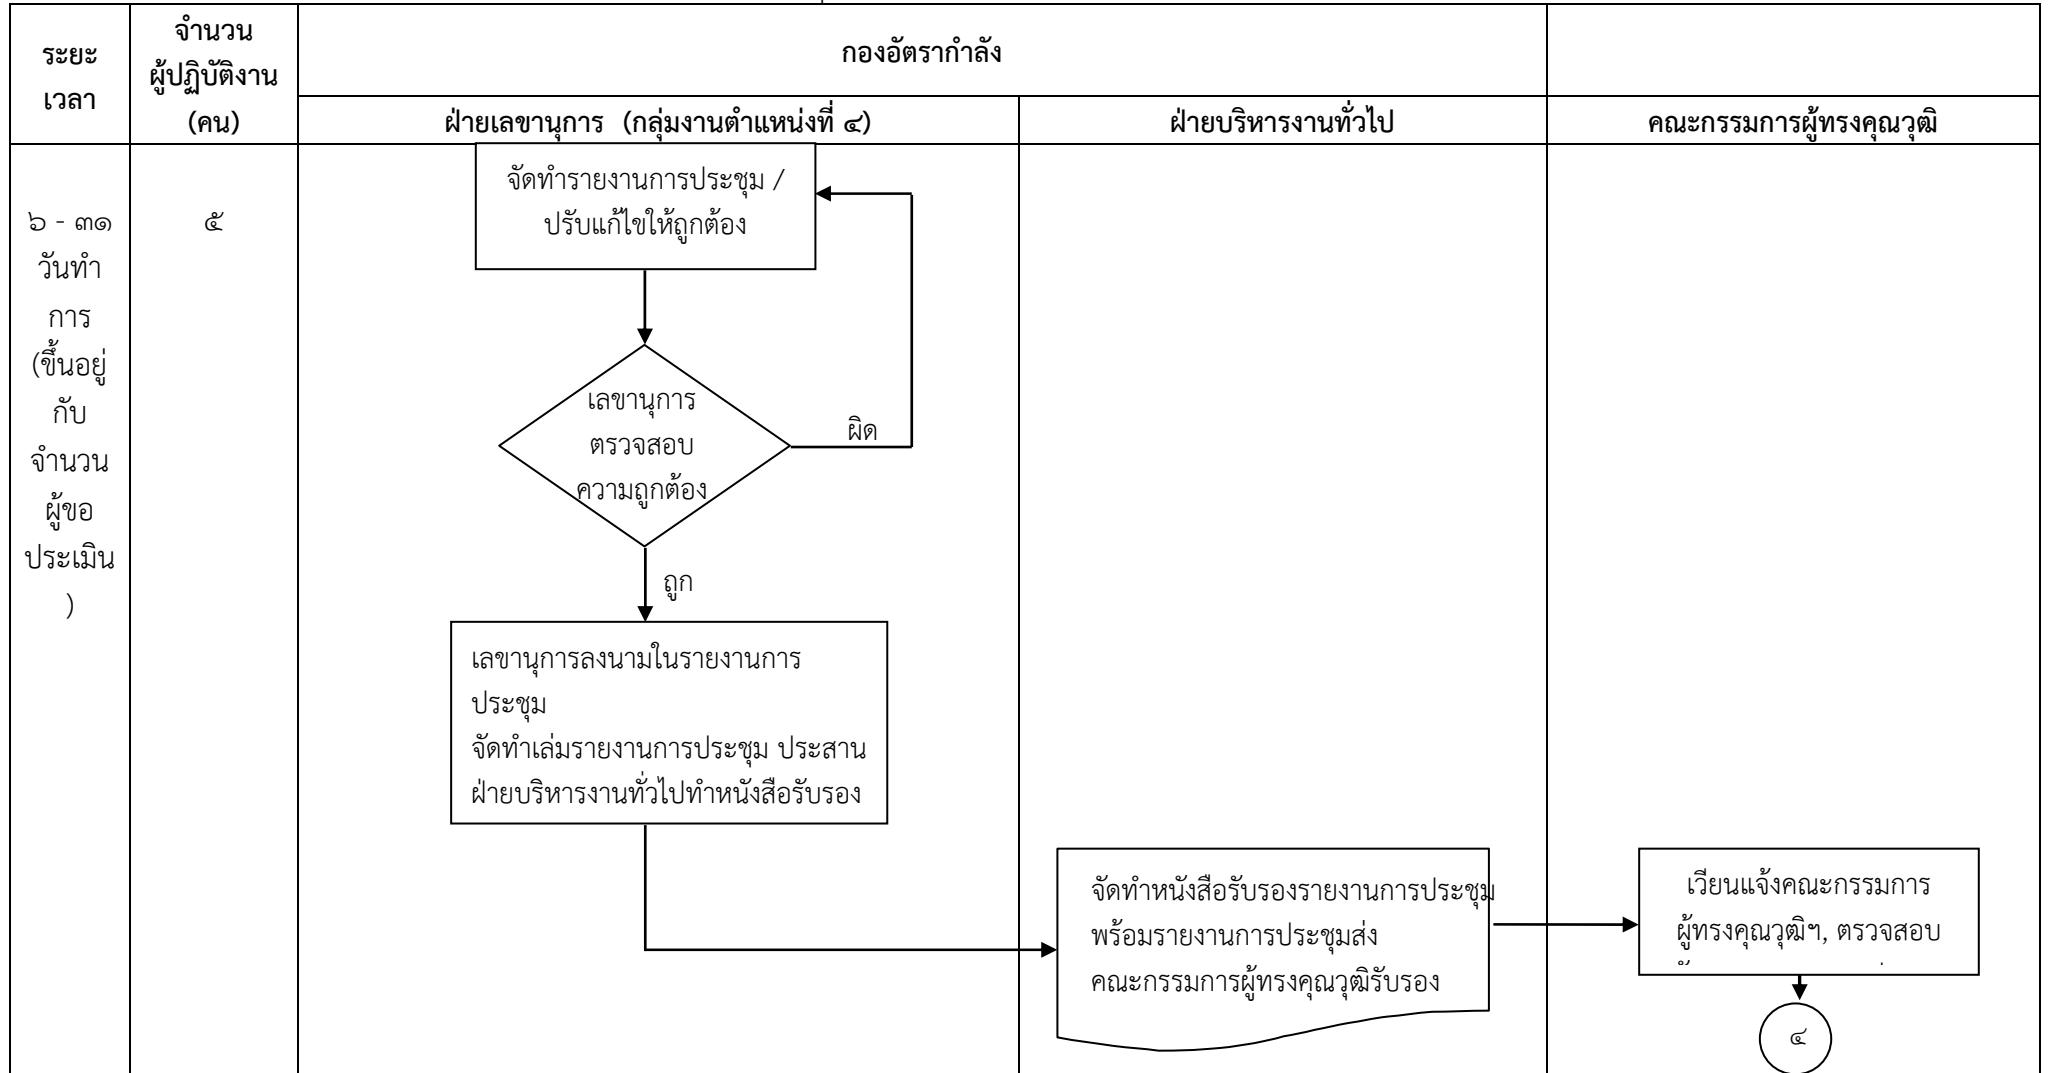 ระยะ
เวลา
จำนวน
ผู้ปฏิบัติงาน
(คน)
กองอัตรากำลัง
ฝ่ายเลขานุการ (กลุ่มงานตำแหน่งที่ ๔)
ฝ่ายบริหารงานทั่วไป
คณะกรรมการผู้ทรงคุณวุฒิ
๖ - ๓๑
วันทำ
การ
(ขึ้นอยู่
กับ
จำนวน
ผู้ขอ
ประเมิน
)
๕
จัดทำรายงานการประชุม /
ปรับแก้ไขให้ถูกต้อง
เลขานุการ
ตรวจสอบ
ความถูกต้อง
ผิด
ถูก
เลขานุการลงนามในรายงานการ
ประชุม
จัดทำเล่มรายงานการประชุม ประสาน
ฝ่ายบริหารงานทั่วไปทำหนังสือรับรอง
จัดทำหนังสือรับรองรายงานการประชุม
พร้อมรายงานการประชุมส่ง
คณะกรรมการผู้ทรงคุณวุฒิรับรอง
เวียนแจ้งคณะกรรมการ
ผู้ทรงคุณวุฒิฯ, ตรวจสอบ
๔